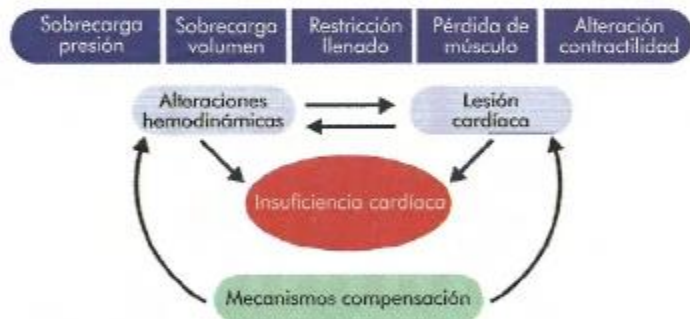 Sobrecarga
presión
Sobrecarga
volumen
Restricción
llenado
Pérdida de
músculo
Alteración
contractilidad
Alteraciones
hemodinámicas
Lesión
cardíaca
Insuficiencia cardíaca
Mecanismos compensación